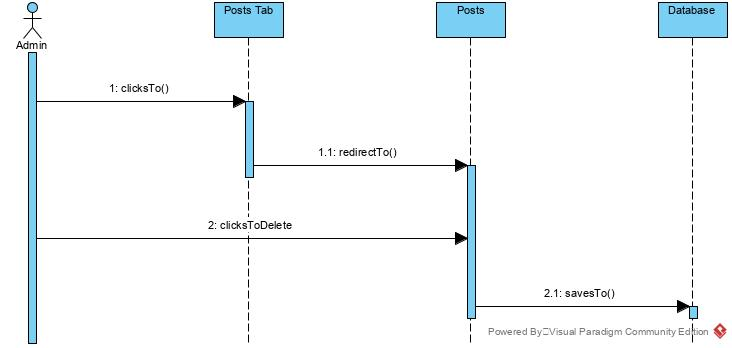 Posts Tab
Posts
Database
Admin
1: clicksTo()
1.1: redirectTo()
2: clicksToDelete
2.1: savesTo()
Powered By Visual Paradigm Community Edition